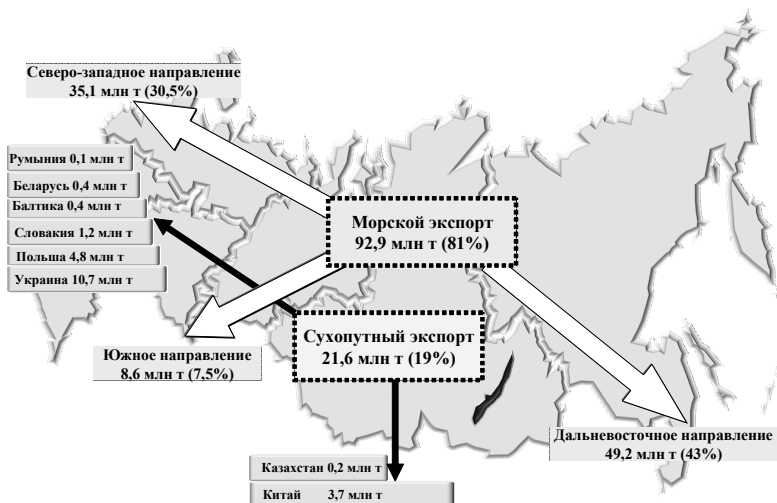 Северо-западное направление
35,1 млн т (30,5%)
Румыния 0,1 млн т
Беларусь 0,4 млн т
Балтика 0,4 млн т
Словакия 1,2 млн т
Польша 4,8 млн т
Украина 10,7 млн т
Морской экспорт
92,9 млн т (81%)
Сухопутный экспорт
21,6 млн т (19%)
Южное направление
8,6 млн т (7,5%)
Дальневосточное направление
49,2 млн т (43%)
Казахстан 0,2 млн т
Китай 3,7 млн т